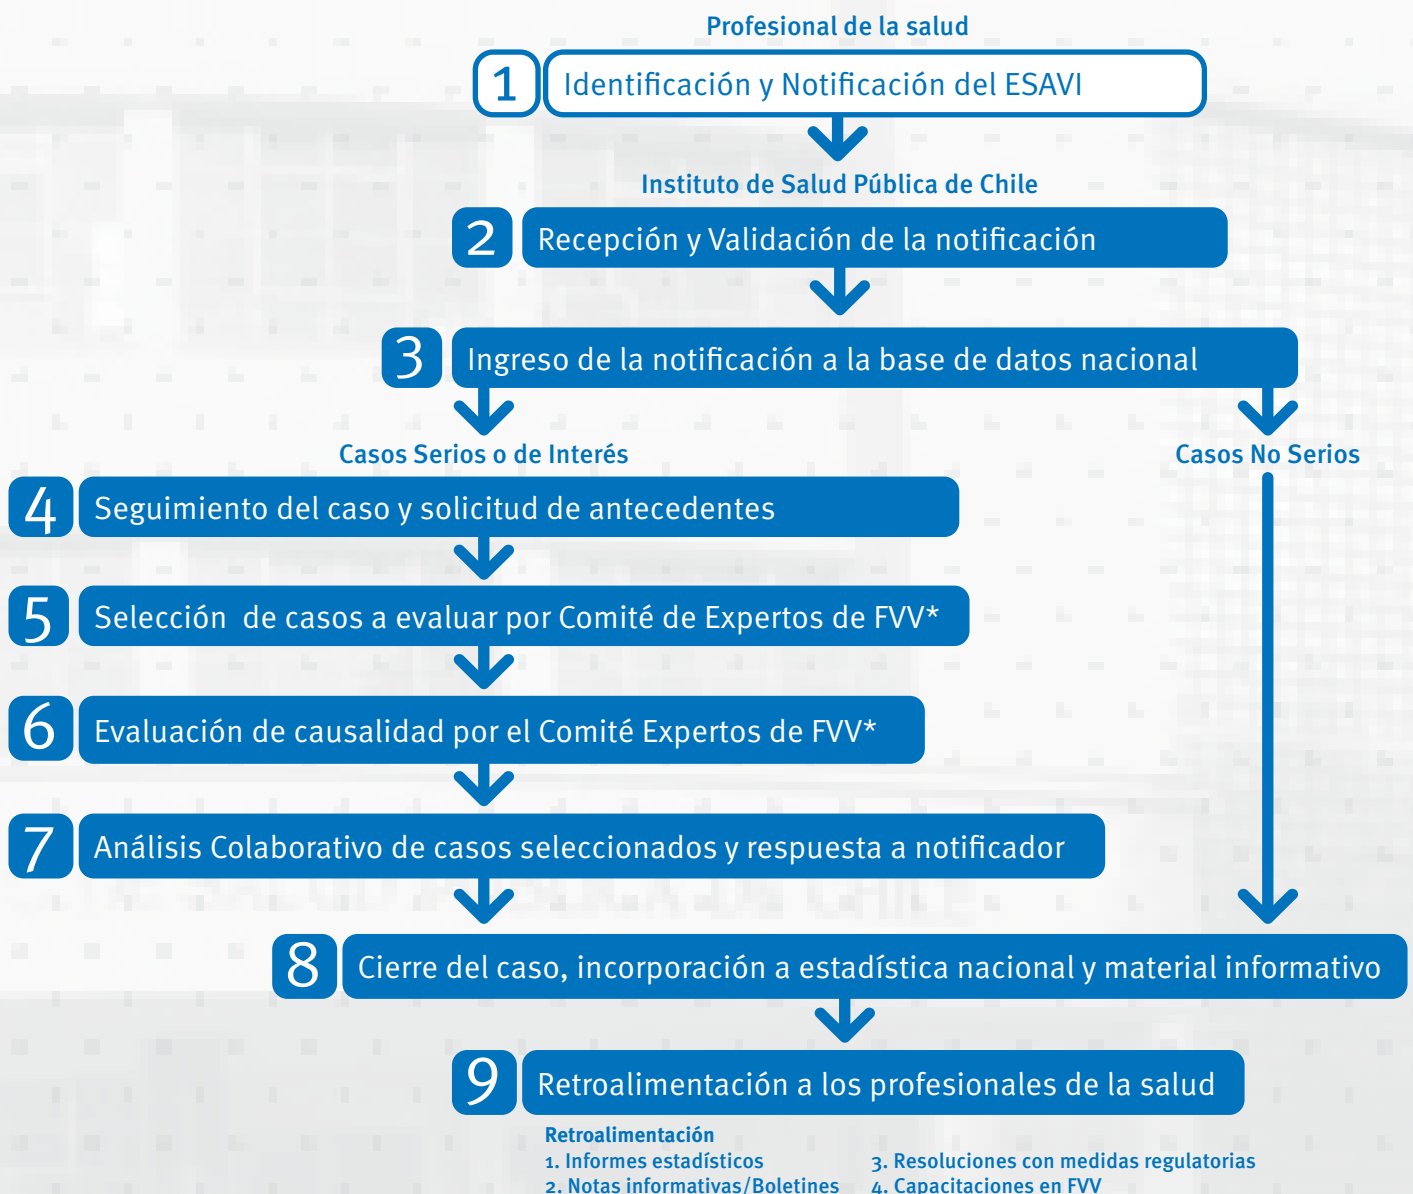 Profesional de la salud
1 Identificación y Notificación del ESAVI
Instituto de Salud Pública de Chile
2 Recepción y Validación de la notificación
3 Ingreso de la notificación a la base de datos nacional
Casos Serios o de Interés
Casos No Serios
4 Seguimiento del caso y solicitud de antecedentes
5 Selección de casos a evaluar por Comité de Expertos de FVV*
6 Evaluación de causalidad por el Comité Expertos de FVV*
7 Análisis Colaborativo de casos seleccionados y respuesta a notificador
8 Cierre del caso, incorporación a estadística nacional y material informativo
9 Retroalimentación a los profesionales de la salud
Retroalimentación
1. Informes estadísticos
2. Notas informativas/Boletines
3. Resoluciones con medidas regulatorias
4. Capacitaciones en FVV